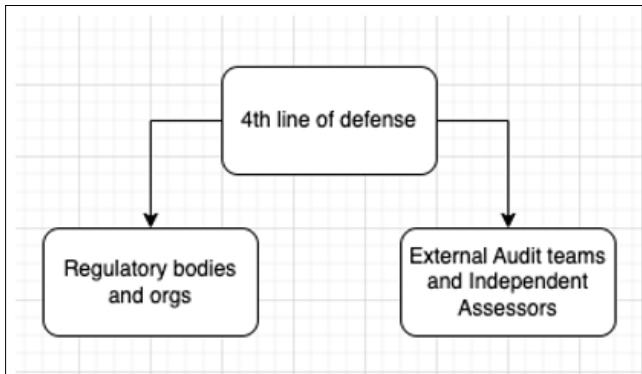 4th line of defense
Regulatory bodies
and orgs
External Audit teams
and Independent
Assessors